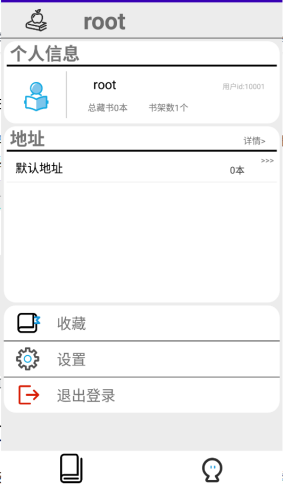 root
个人信息
root
用户id:10001
总藏书0本 书架数1个
地址 详情>
默认地址 0本 >>>
收藏
设置
退出登录